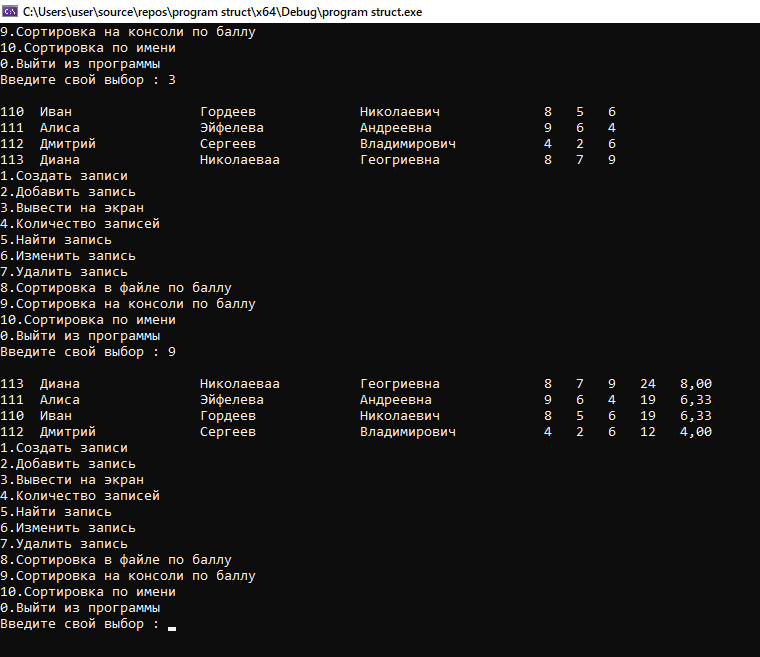 C:\Users\user\source\repos\program struct\x64\Debug\program struct.exe
9.Сортировка на консоли по баллу
10.Сортировка по имени
0.Выйти из программы
Введите свой выбор : 3
110 Иван Гордеев Николаевич 8 5 6
111 Алиса Эйфелева Андреевна 9 6 4
112 Дмитрий Сергеев Владимирович 4 2 6
113 Диана Николаеваа Геогриевна 8 7 9
1.Создать записи
2.Добавить запись
3.Вывести на экран
4.Количество записей
5.Найти запись
6.Изменить запись
7.Удалить запись
8.Сортировка в файле по баллу
9.Сортировка на консоли по баллу
10.Сортировка по имени
0.Выйти из программы
Введите свой выбор : 9
113 Диана Николаеваа Геогриевна 8 7 9 24 8,00
111 Алиса Эйфелева Андреевна 9 6 4 19 6,33
110 Иван Гордеев Николаевич 8 5 6 19 6,33
112 Дмитрий Сергеев Владимирович 4 2 6 12 4,00
1.Создать записи
2.Добавить запись
3.Вывести на экран
4.Количество записей
5.Найти запись
6.Изменить запись
7.Удалить запись
8.Сортировка в файле по баллу
9.Сортировка на консоли по баллу
10.Сортировка по имени
0.Выйти из программы
Введите свой выбор :